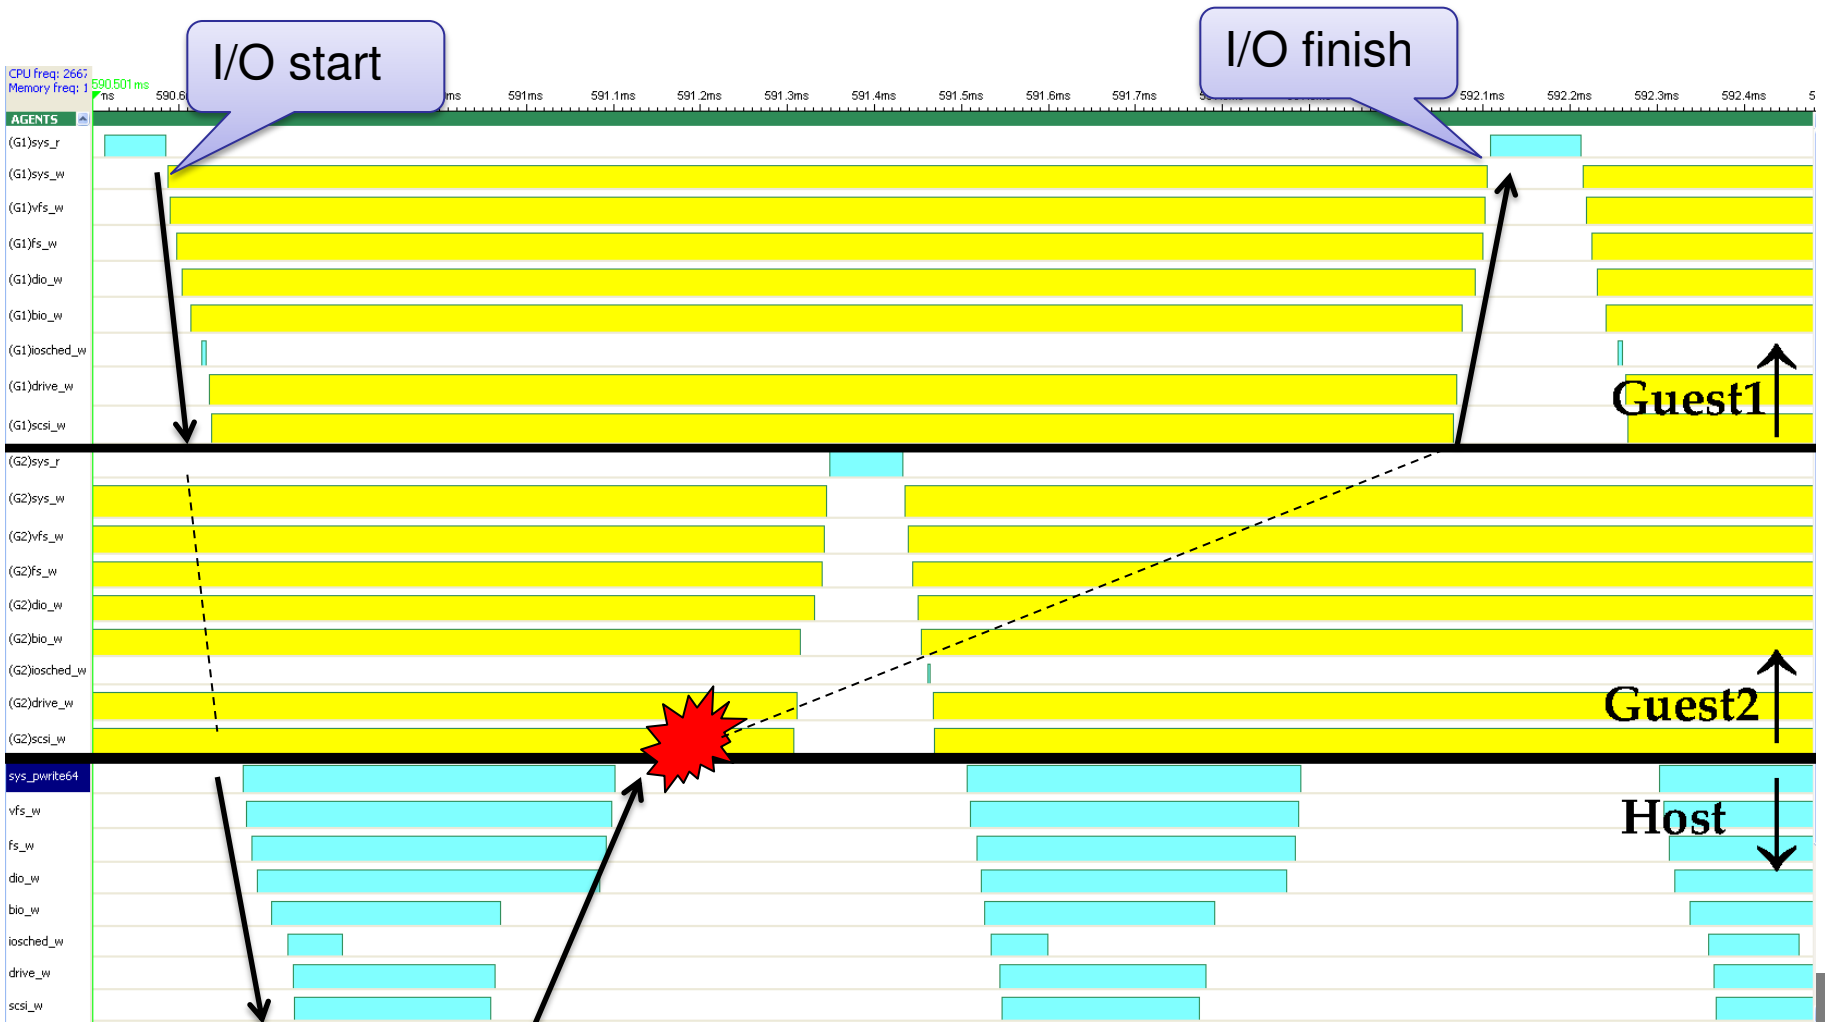 I/O start
I/O finish
CPU freq: 2667
Memory freq: 1
590.501ms
ns
590.6
ms
591ms
591.1ms
591.2ms
591.3ms
591.4ms
591.5ms
591.6ms
591.7ms
592.1ms
592.2ms
592.3ms
592.4ms
5
AGENTS
(G1)sys_r
(G1)sys_w
(G1)vfs_w
(G1)fs_w
(G1)dio_w
(G1)bio_w
(G1)iosched_w
(G1)drive_w
Guest1
(G1)scsi_w
(G2)sys_r
(G2)sys_w
(G2)vfs_w
(G2)fs_w
(G2)dio_w
(G2)bio_w
(G2)iosched_w
(G2)drive_w
Guest2
(G2)scsi_w
sys_pwrite64
vfs_w
Host
fs_w
dio_w
bio_w
iosched_w
drive_w
scsi_w